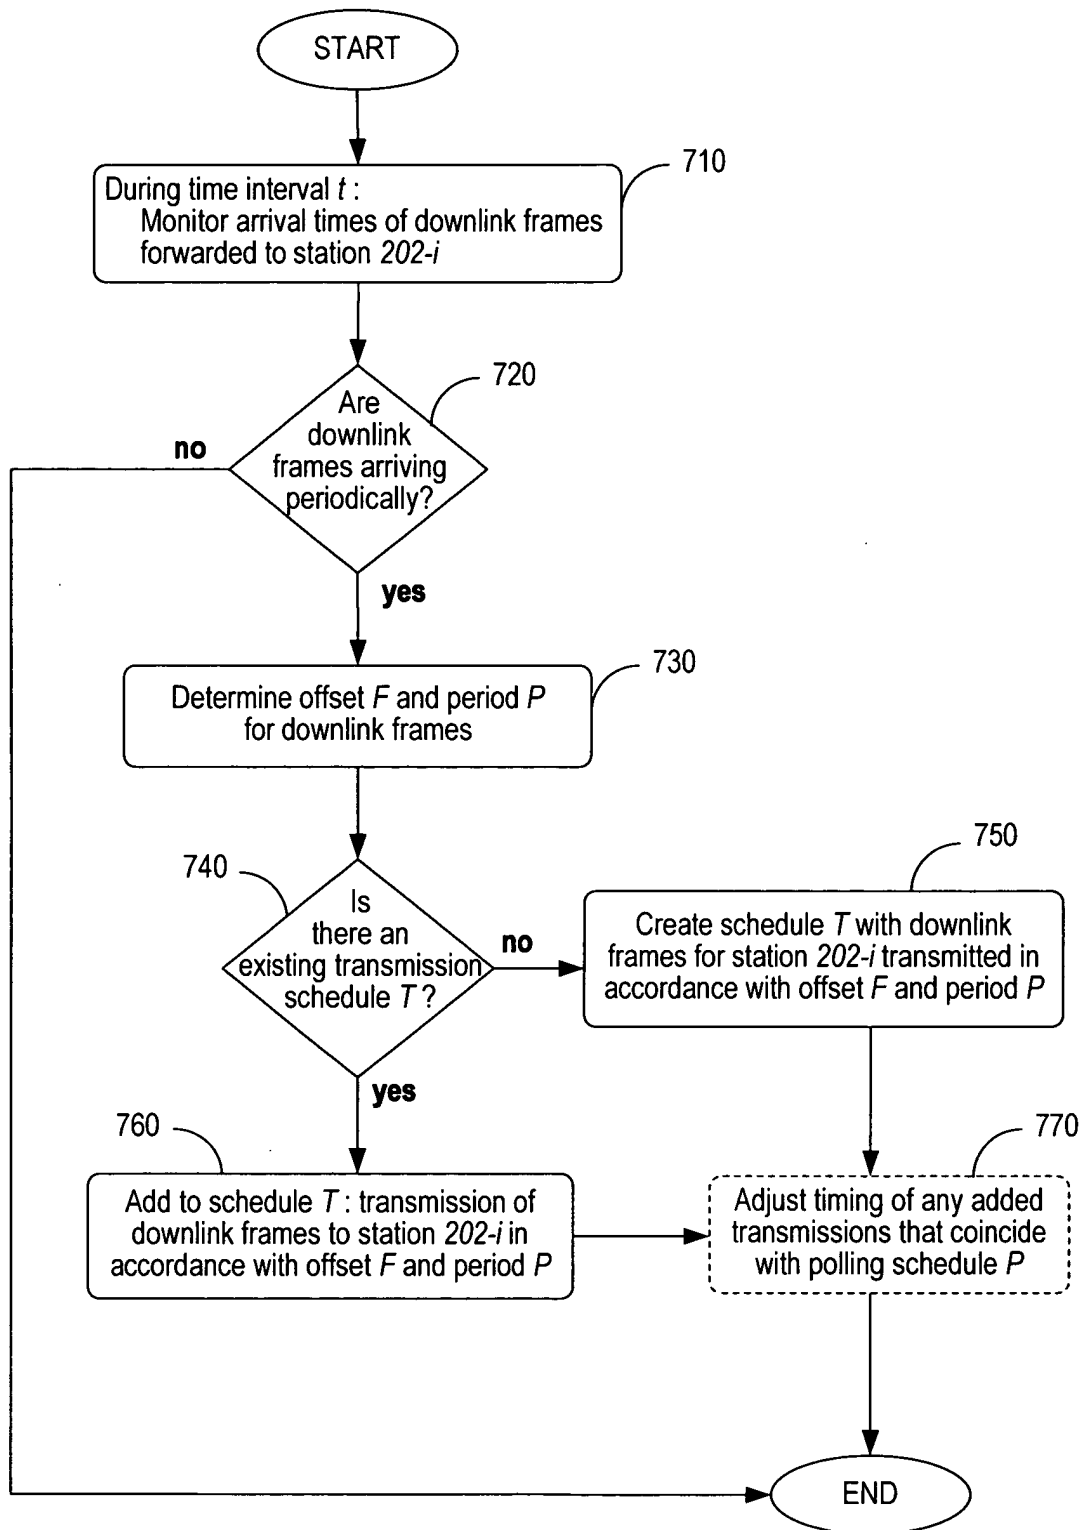 START
710
During time interval t :
Monitor arrival times of downlink frames
forwarded to station 202-i
720
Are
downlink
frames arriving
periodically?
no
yes
730
Determine offset F and period P
for downlink frames
740
Is
there an
existing transmission
schedule T ?
no
yes
750
Create schedule T with downlink
frames for station 202-i transmitted in
accordance with offset F and period P
760
Add to schedule T : transmission of
downlink frames to station 202-i in
accordance with offset F and period P
770
Adjust timing of any added
transmissions that coincide
with polling schedule P
END